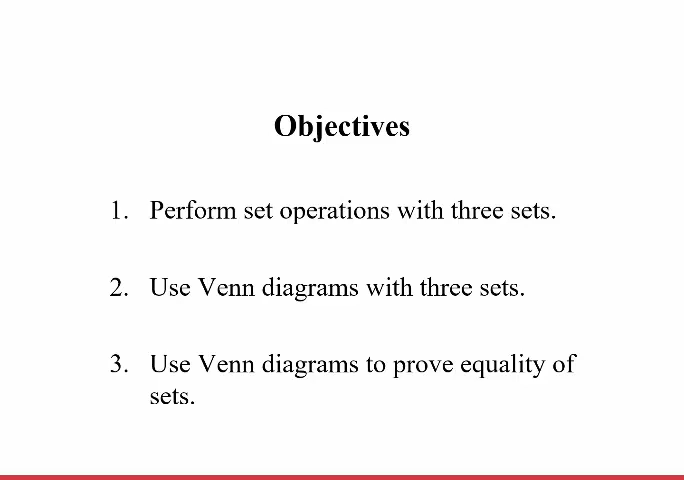 Objectives
1. Perform set operations with three sets.
2. Use Venn diagrams with three sets.
3. Use Venn diagrams to prove equality of
sets.